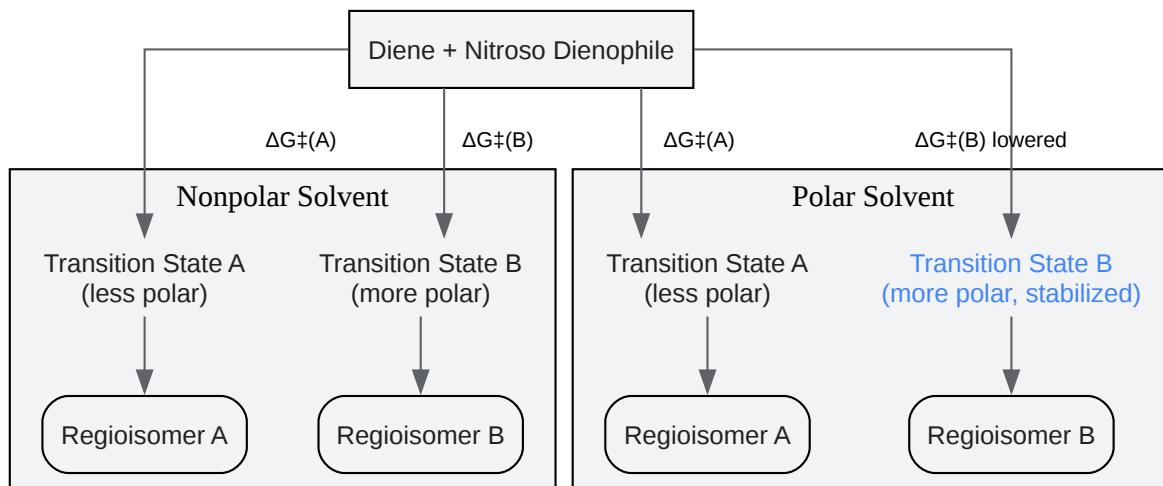 Diene + Nitroso Dienophile
ΔG‡(A)
ΔG‡(B)
ΔG‡(A)
ΔG‡(B) lowered
Nonpolar Solvent
Polar Solvent
Transition State A
(less polar)
Transition State B
(more polar)
Transition State A
(less polar)
Transition State B
(more polar, stabilized)
Regioisomer A
Regioisomer B
Regioisomer A
Regioisomer B